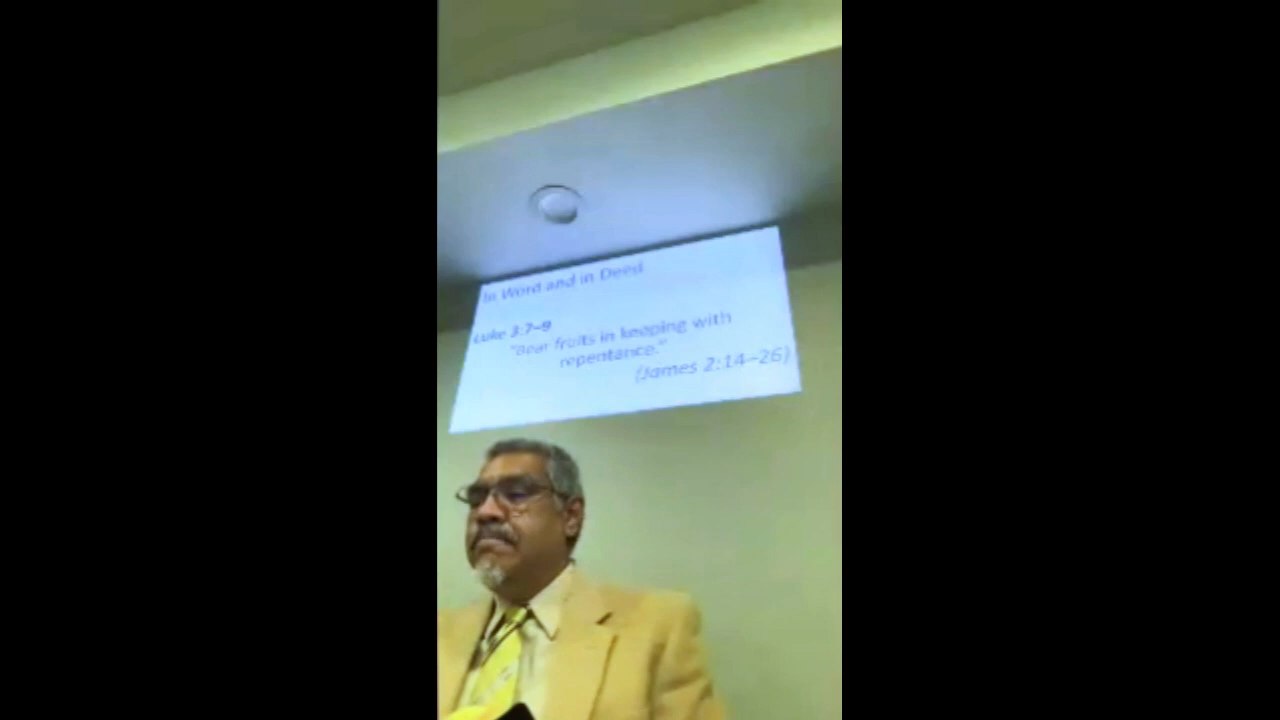 In Word and in Deed
Luke 3:7–9
"Bear fruits in keeping with
repentance."
(James 2:14–26)